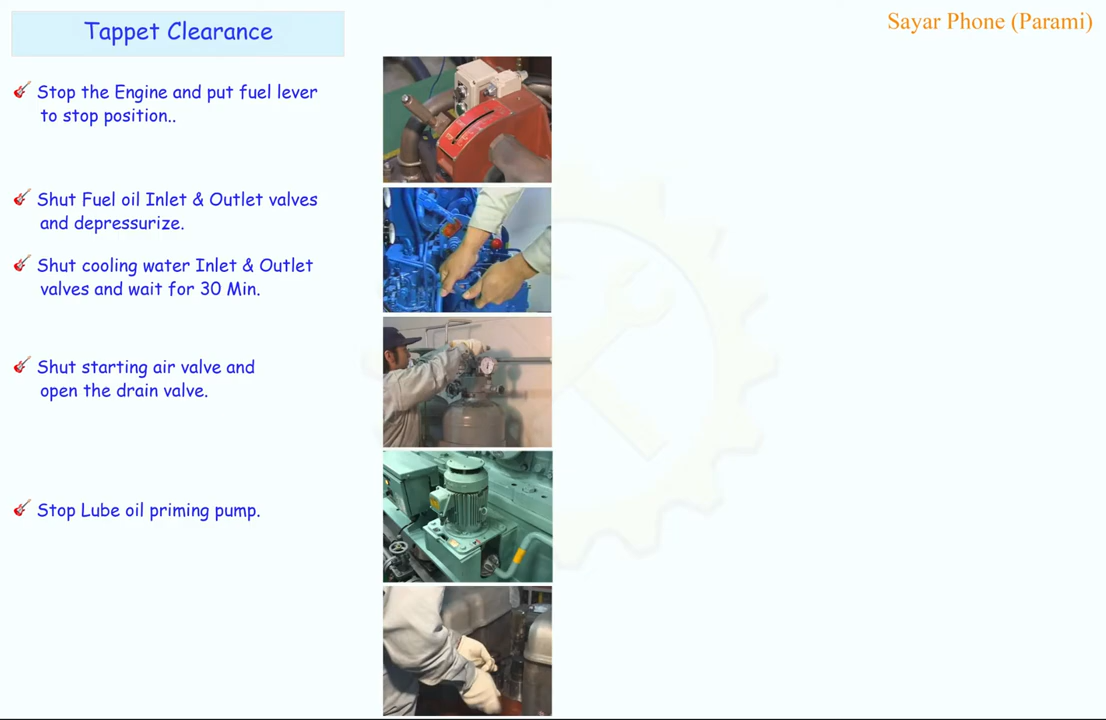 Tappet Clearance
Sayar Phone (Parami)
Stop the Engine and put fuel lever
to stop position..
Shut Fuel oil Inlet & Outlet valves
and depressurize.
Shut cooling water Inlet & Outlet
valves and wait for 30 Min.
Shut starting air valve and
open the drain valve.
Stop Lube oil priming pump.